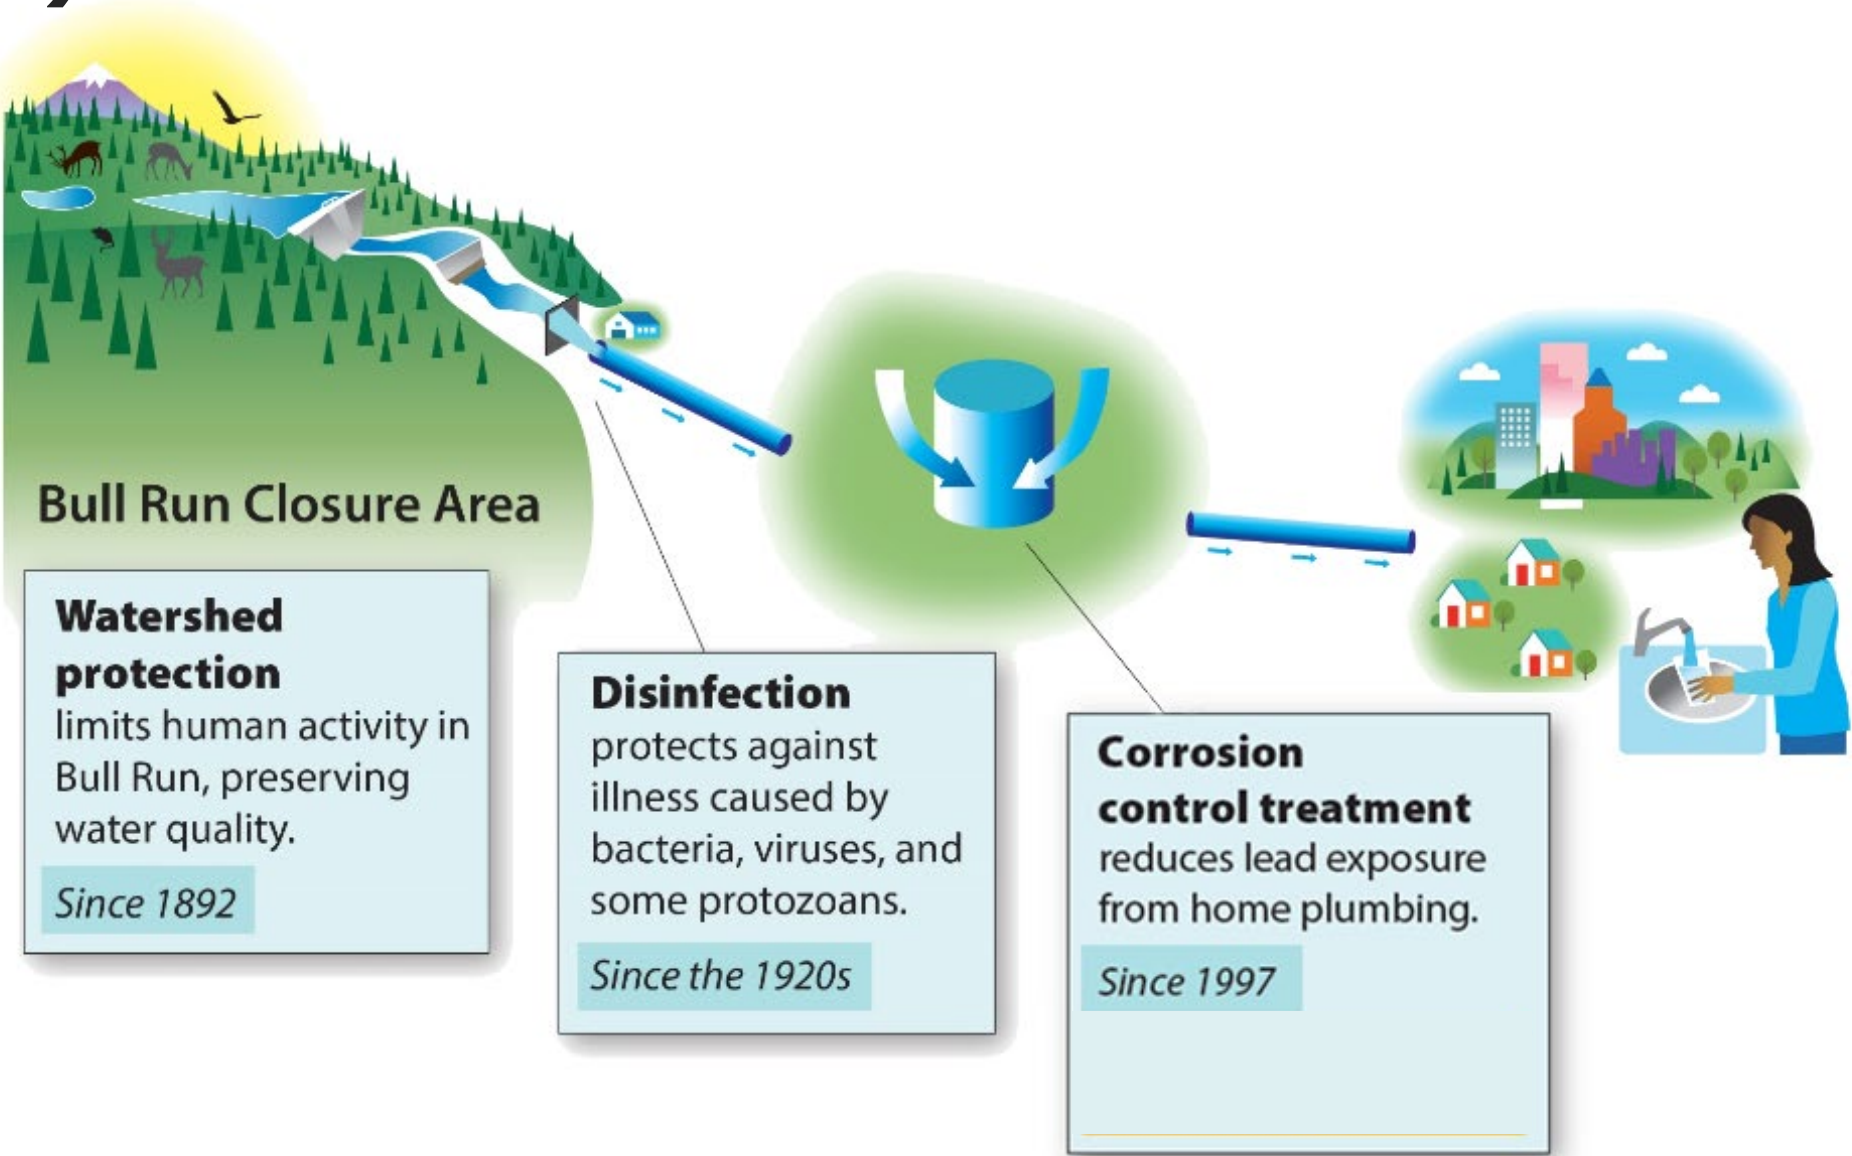 Bull Run Closure Area
Watershed
protection
limits human activity in
Bull Run, preserving
water quality.
Since 1892
Disinfection
protects against
illness caused by
bacteria, viruses, and
some protozoans.
Since the 1920s
Corrosion
control treatment
reduces lead exposure
from home plumbing.
Since 1997